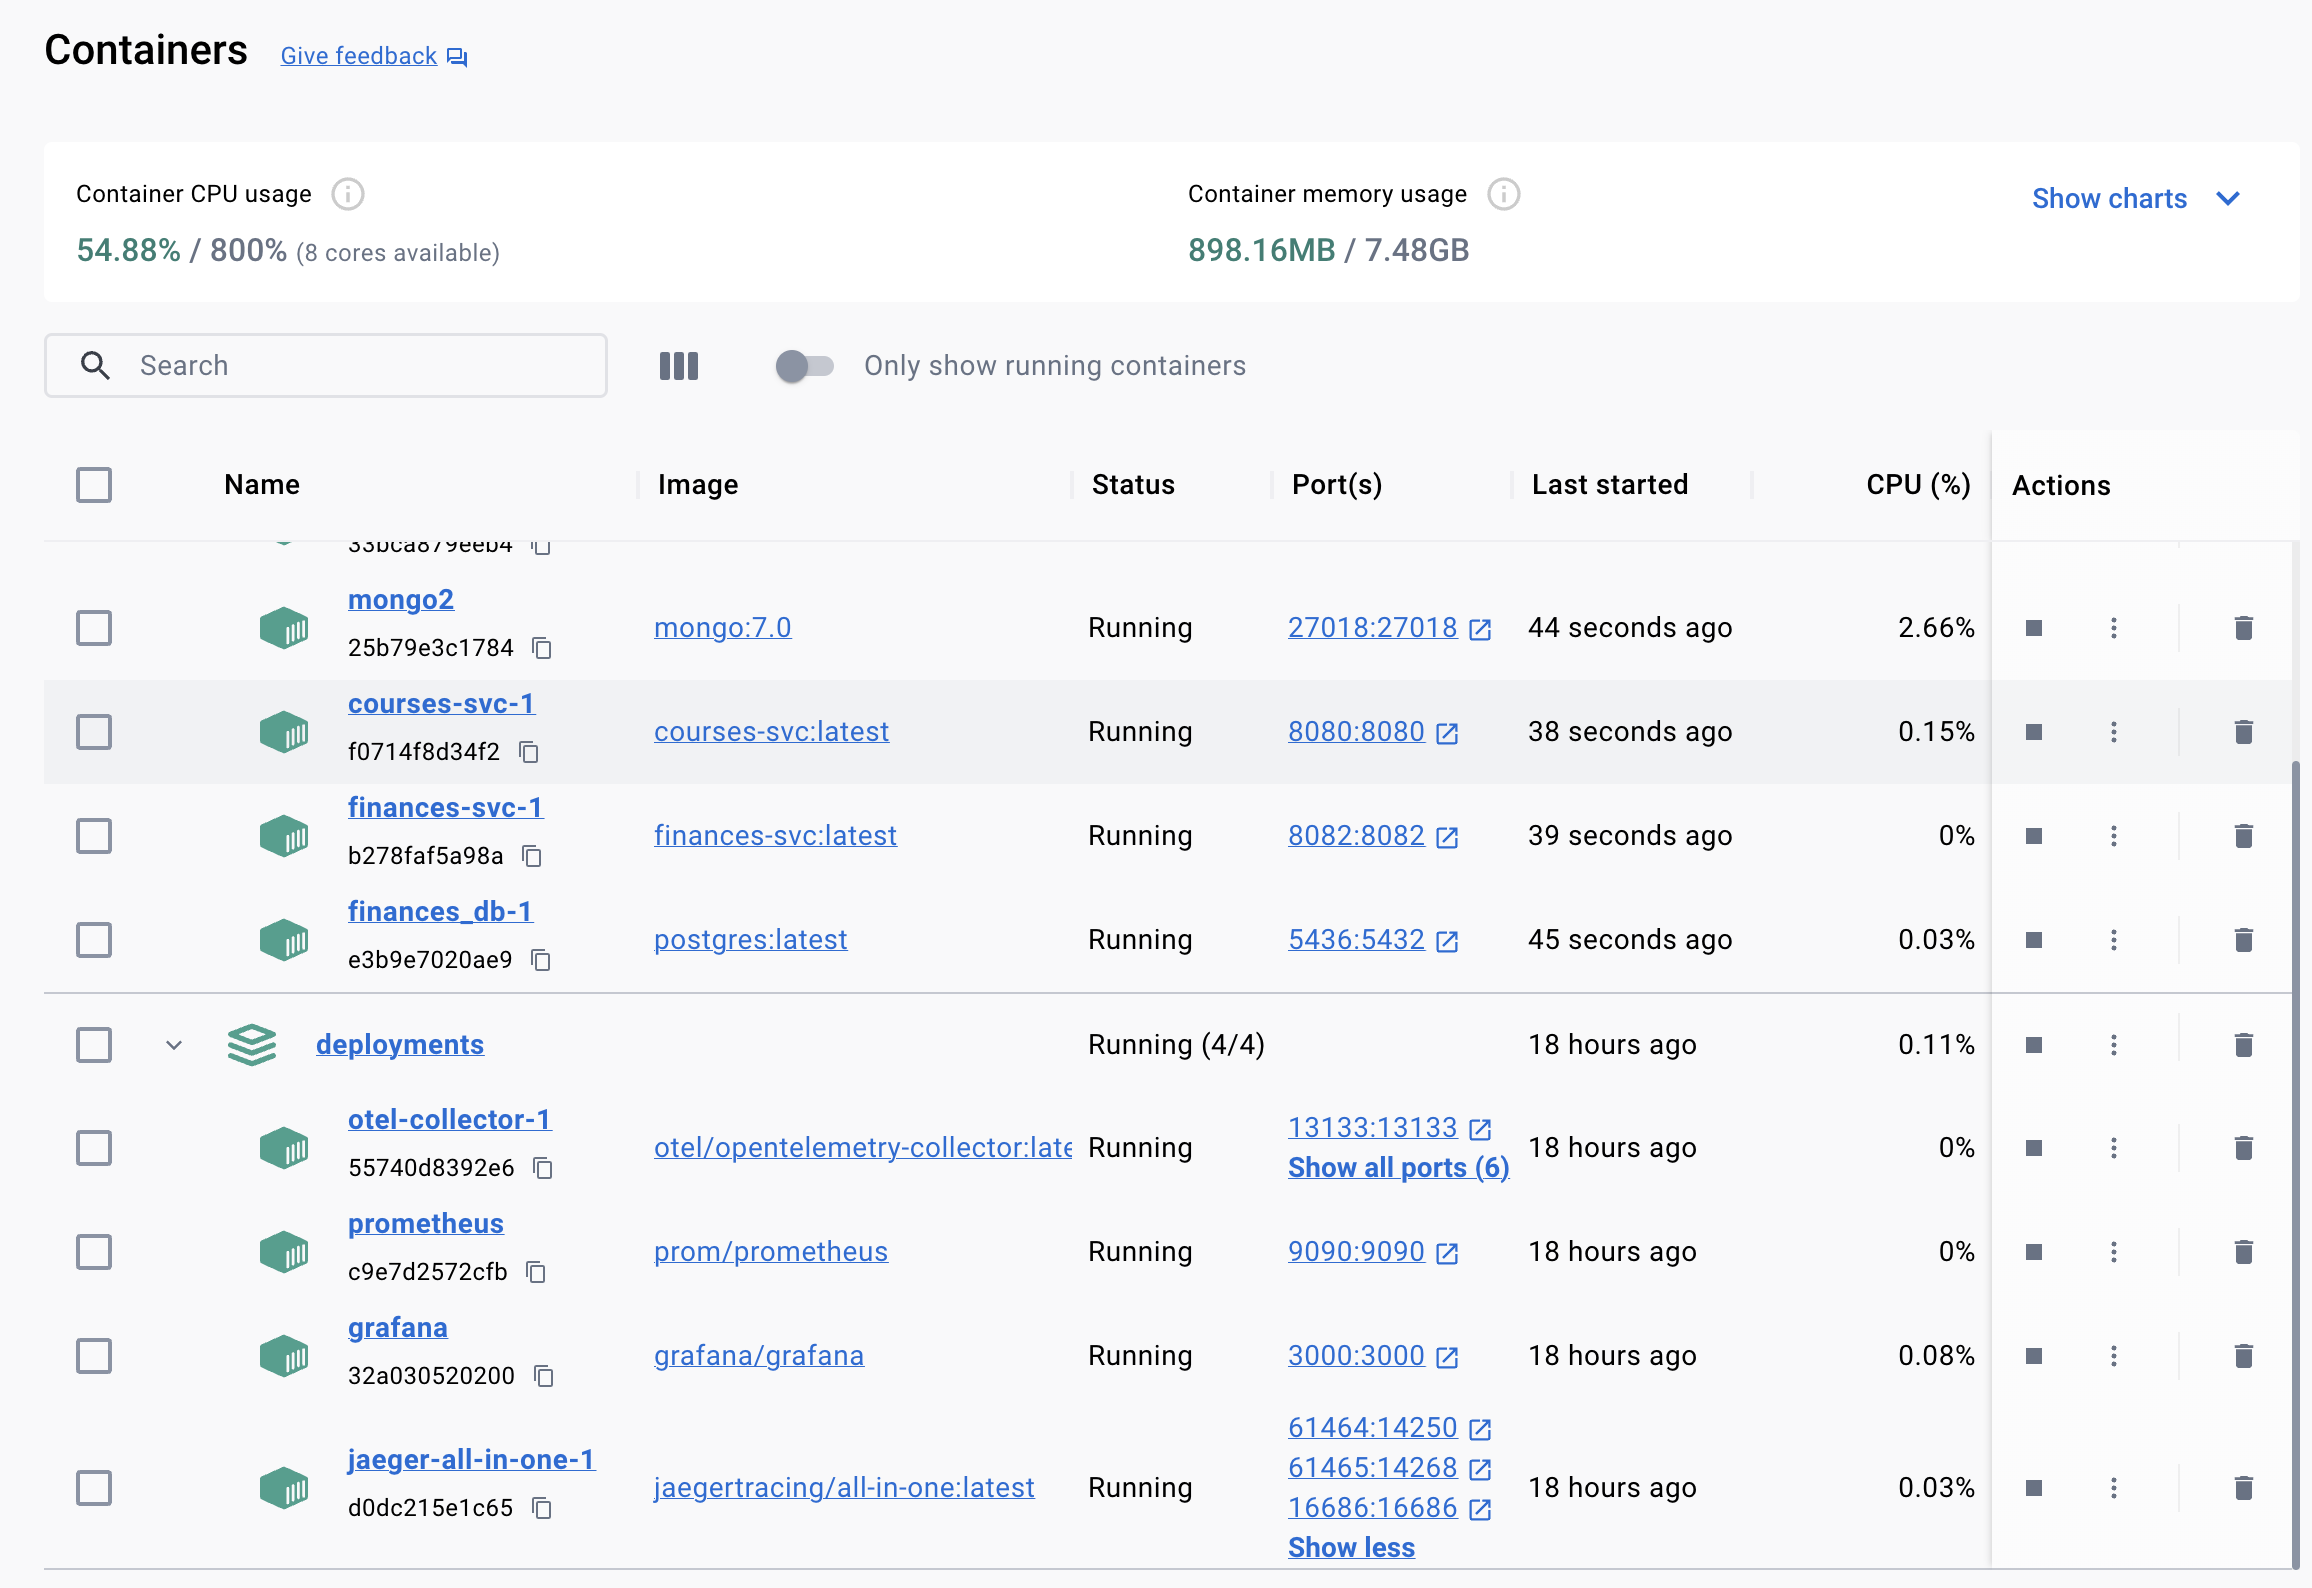 Containers Give feedback
Container CPU usage
54.88% / 800% (8 cores available)
Container memory usage
898.16MB / 7.48GB
Show charts
Search
Only show running containers
Name Image Status Port(s) Last started CPU (%) Actions
33bca879eeb4
mongo2
25b79e3c1784
mongo:7.0 Running 27018:27018 44 seconds ago 2.66%
courses-svc-1
f0714f8d34f2
courses-svc:latest Running 8080:8080 38 seconds ago 0.15%
finances-svc-1
b278faf5a98a
finances-svc:latest Running 8082:8082 39 seconds ago 0%
finances_db-1
e3b9e7020ae9
postgres:latest Running 5436:5432 45 seconds ago 0.03%
deployments Running (4/4) 18 hours ago 0.11%
otel-collector-1
55740d8392e6
otel/opentelemetry-collector:late Running
13133:13133
Show all ports (6)
18 hours ago 0%
prometheus
c9e7d2572cfb
prom/prometheus Running 9090:9090 18 hours ago 0%
grafana
32a030520200
grafana/grafana Running 3000:3000 18 hours ago 0.08%
jaeger-all-in-one-1
d0dc215e1c65
jaegertracing/all-in-one:latest Running
61464:14250
61465:14268
16686:16686
Show less
18 hours ago 0.03%